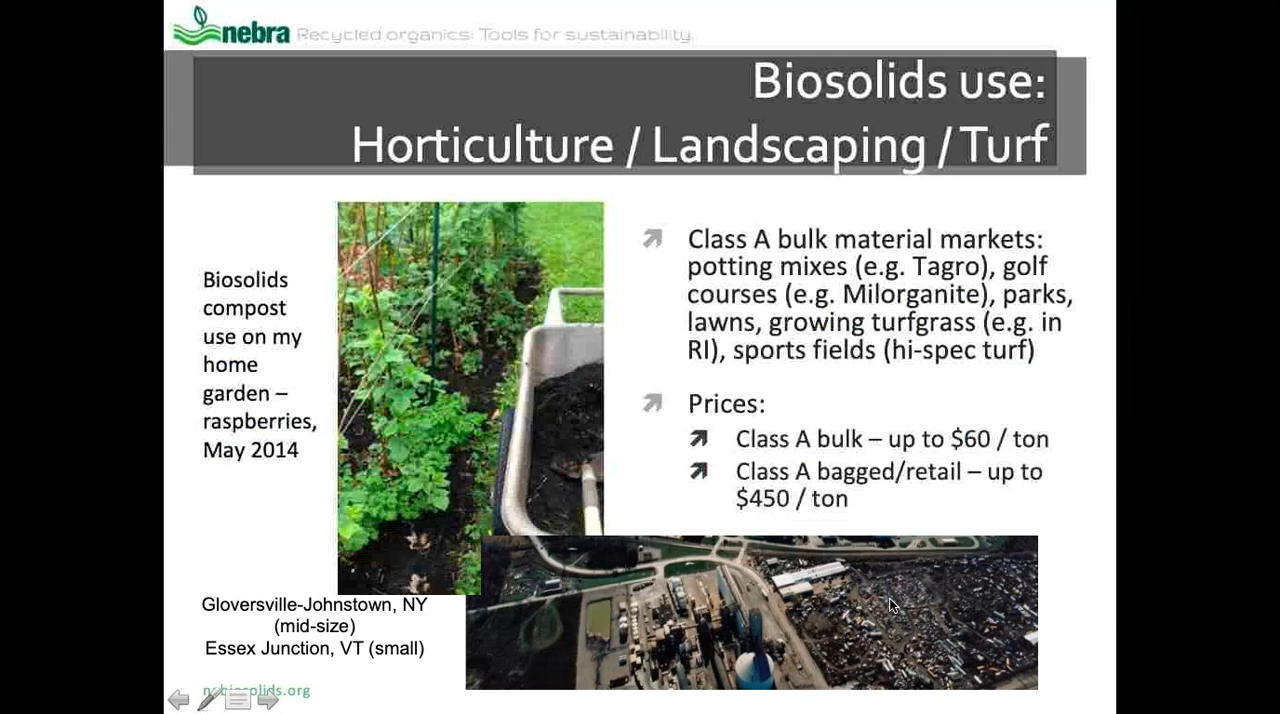 nebra Recycled organics: Tools for sustainability.
Biosolids use:
Horticulture / Landscaping / Turf
Biosolids
compost
use on my
home
garden –
raspberries,
May 2014
Class A bulk material markets:
potting mixes (e.g. Tagro), golf
courses (e.g. Milorganite), parks,
lawns, growing turfgrass (e.g. in
RI), sports fields (hi-spec turf)
Prices:
Class A bulk – up to $60 / ton
Class A bagged/retail – up to
$450 / ton
Gloversville-Johnstown, NY
(mid-size)
Essex Junction, VT (small)
nebiosolids.org